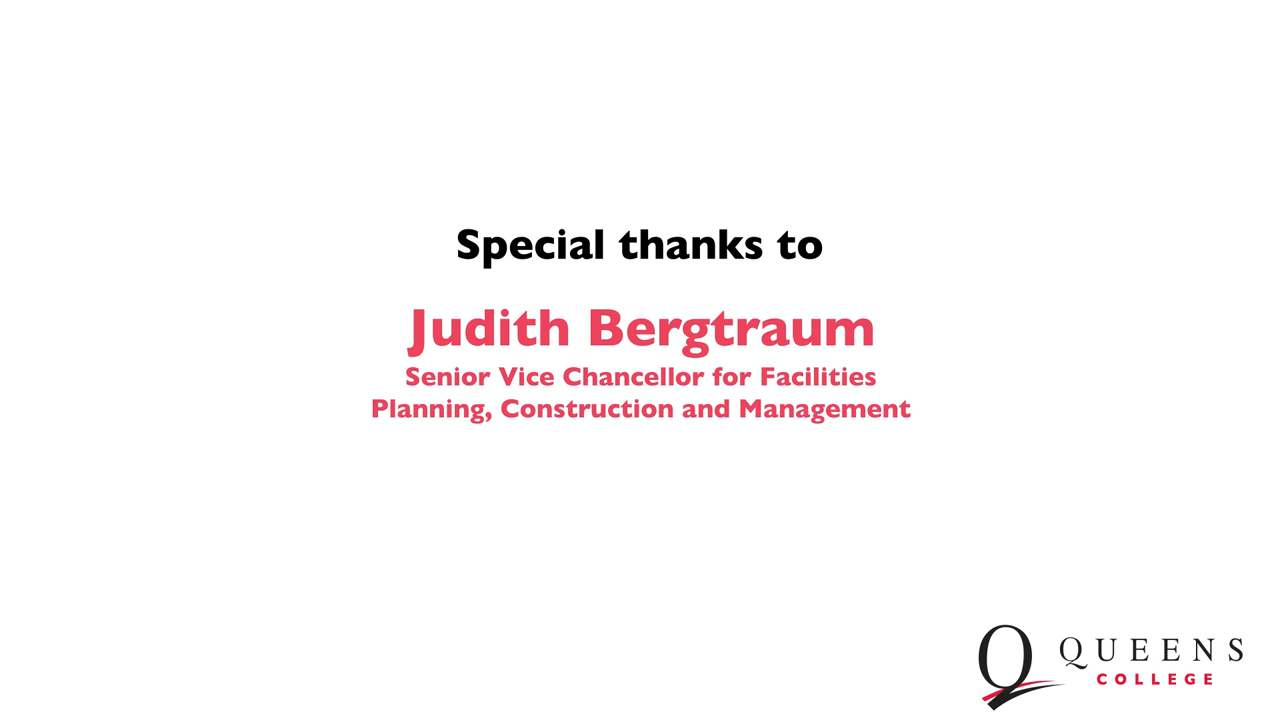 Special thanks to
Judith Bergtraum
Senior Vice Chancellor for Facilities
Planning, Construction and Management
Q QUEENS
COLLEGE